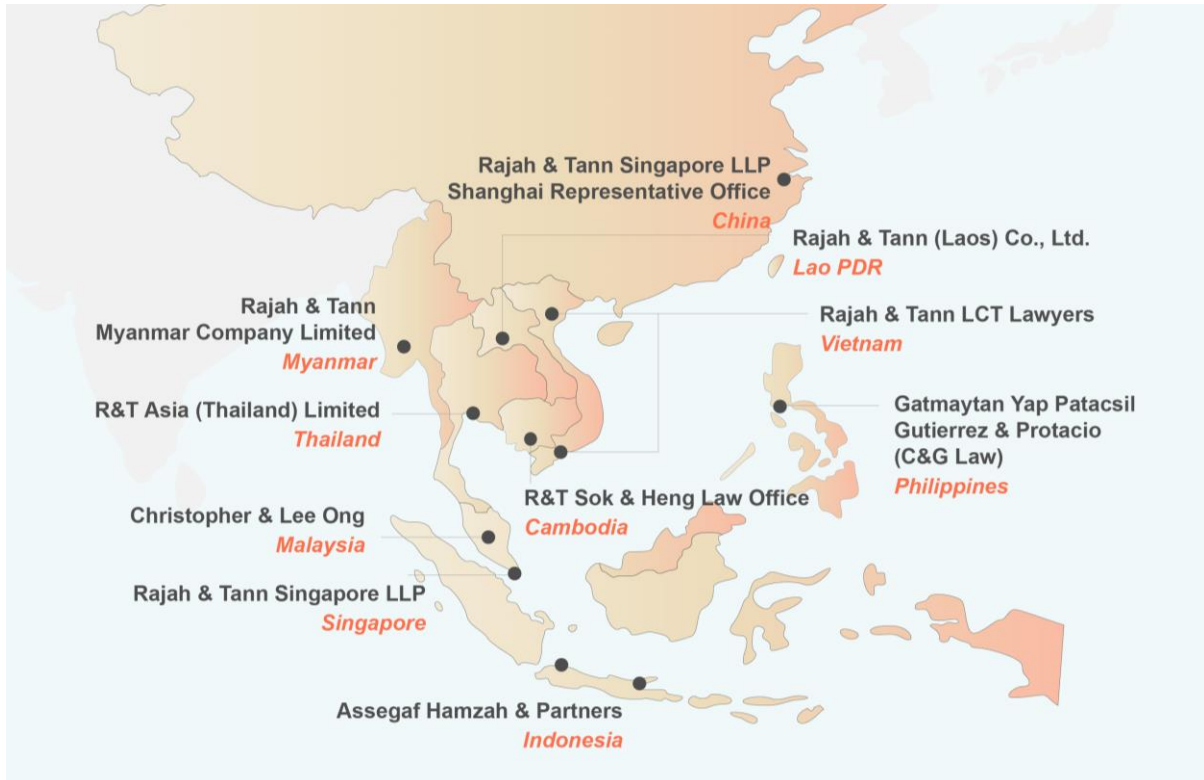 Rajah & Tann Singapore LLP
Shanghai Representative Office
China
Rajah & Tann (Laos) Co., Ltd.
Lao PDR
Rajah & Tann
Myanmar Company Limited
Myanmar
Rajah & Tann LCT Lawyers
Vietnam
R&T Asia (Thailand) Limited
Thailand
Gatmaytan Yap Patacsil
Gutierrez & Protacio
(C&G Law)
Philippines
R&T Sok & Heng Law Office
Cambodia
Christopher & Lee Ong
Malaysia
Rajah & Tann Singapore LLP
Singapore
Assegaf Hamzah & Partners
Indonesia